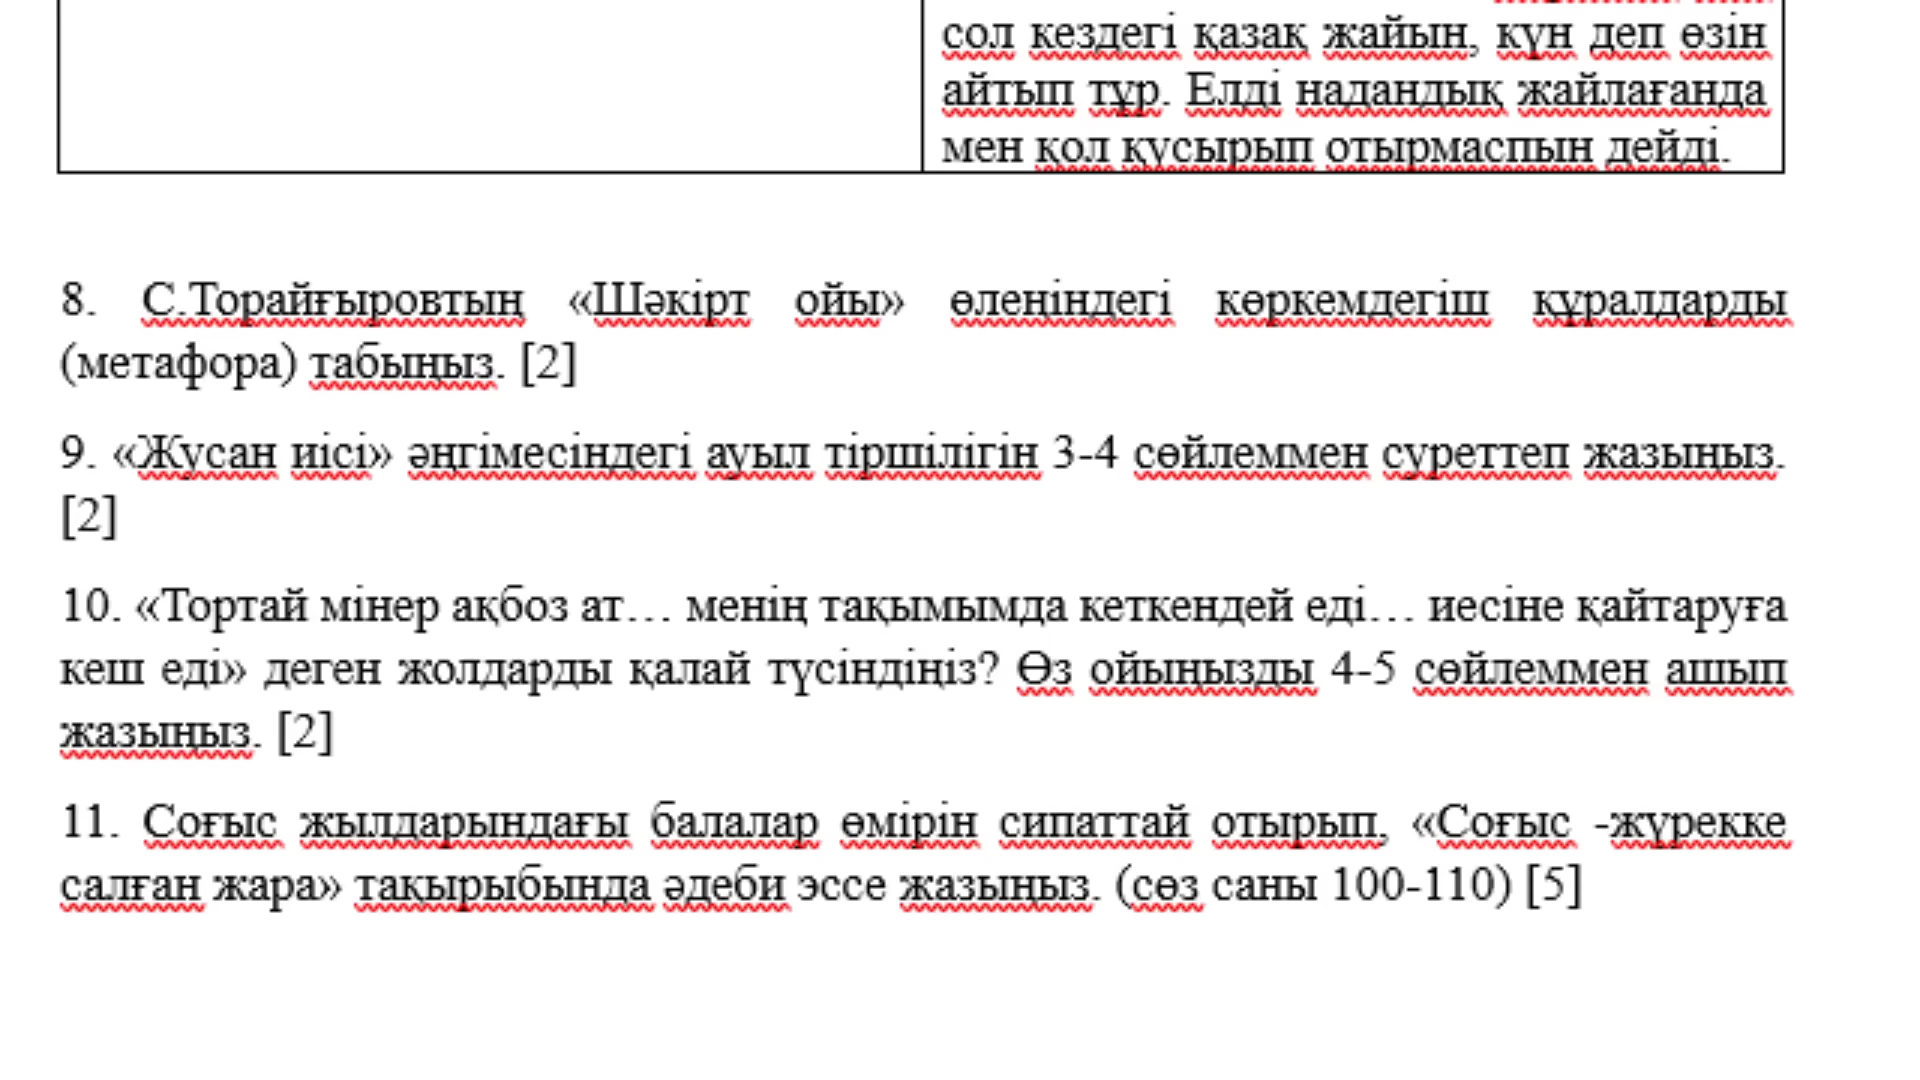 сол кездегі қазақ жайын, күн деп өзін
айтып тұр. Елді надандық жайлағанда
мен қол қусырып отырмаспын дейді.
8. С.Торайғыровтың «Шәкірт ойы» өлеңіндегі көркемдегіш құралдарды
(метафора) табыңыз. [2]
9. «Жусан иісі» әңгімесіндегі ауыл тіршілігін 3-4 сөйлеммен суреттеп жазыңыз.
[2]
10. «Тортай мінер ақбоз ат… менің тақымымда кеткендей еді… иесіне қайтаруға
кеш еді» деген жолдарды қалай түсіндіңіз? Өз ойыңызды 4-5 сөйлеммен ашып
жазыңыз. [2]
11. Соғыс жылдарындағы балалар өмірін сипаттай отырып, «Соғыс -жүрекке
салған жара» тақырыбында әдеби эссе жазыңыз. (сөз саны 100-110) [5]